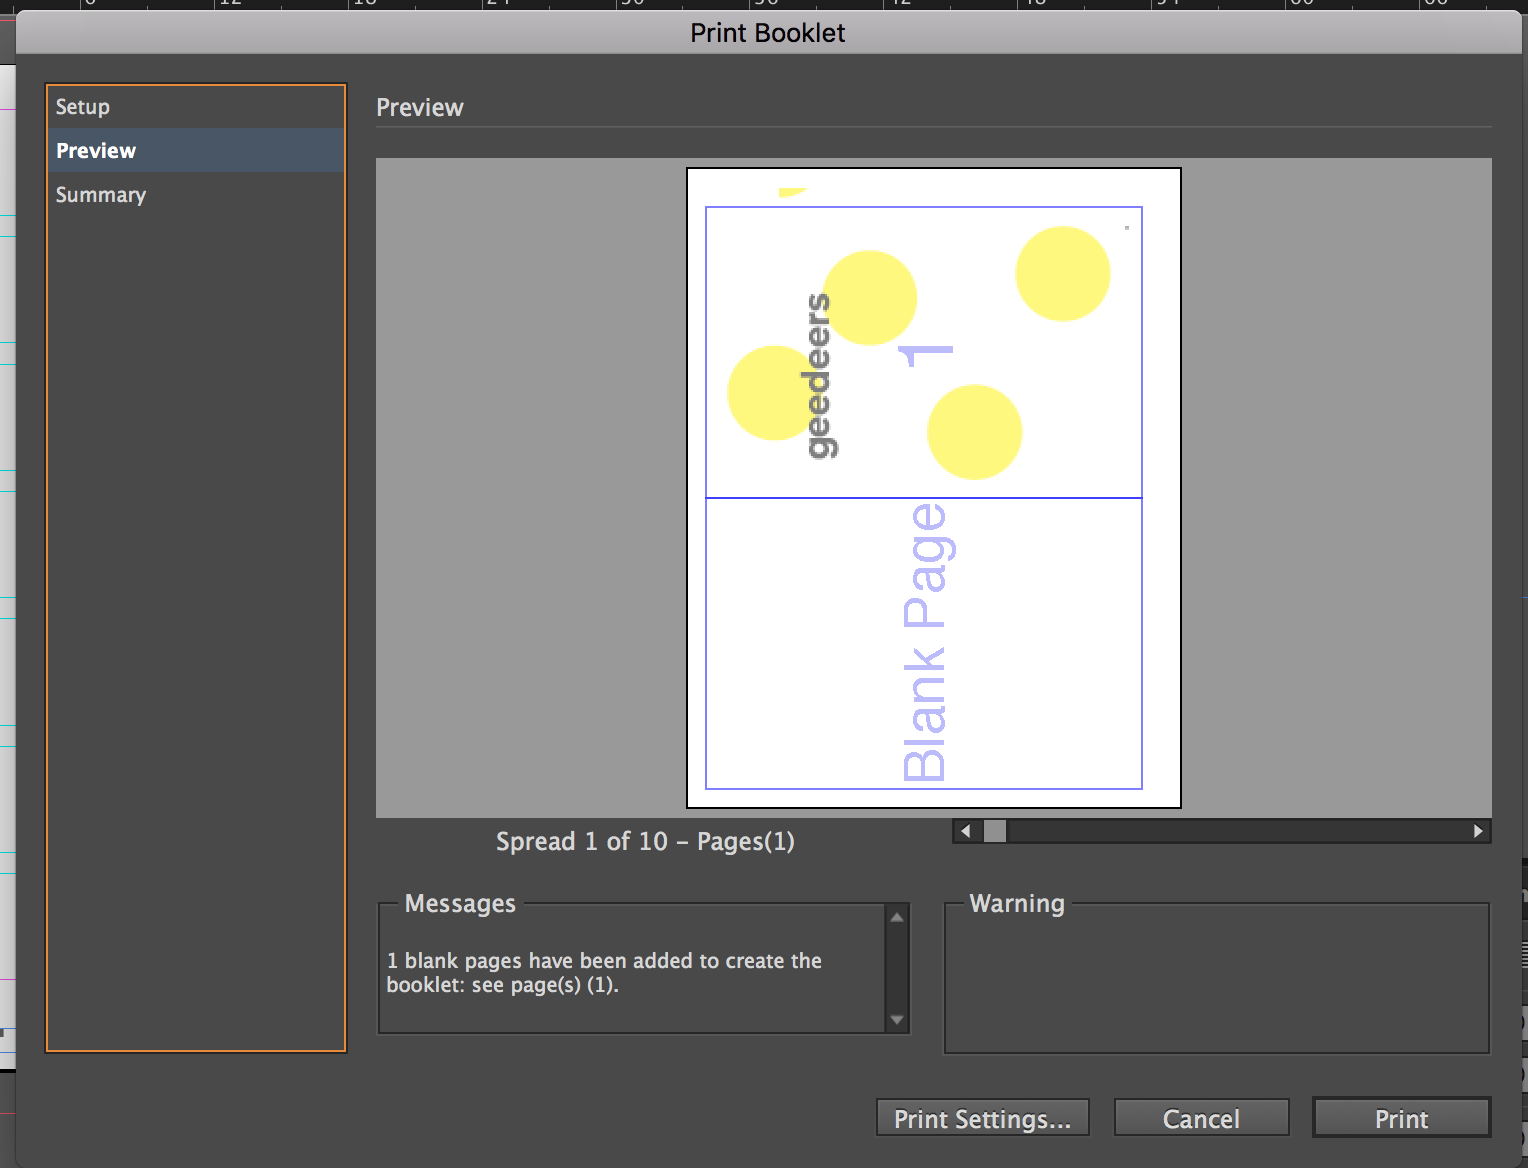 Print Booklet
Setup
Preview
Summary
Preview
geedeers
1
Blank Page
Spread 1 of 10 – Pages(1)
Messages
1 blank pages have been added to create the
booklet: see page(s) (1).
Warning
Print Settings...
Cancel
Print